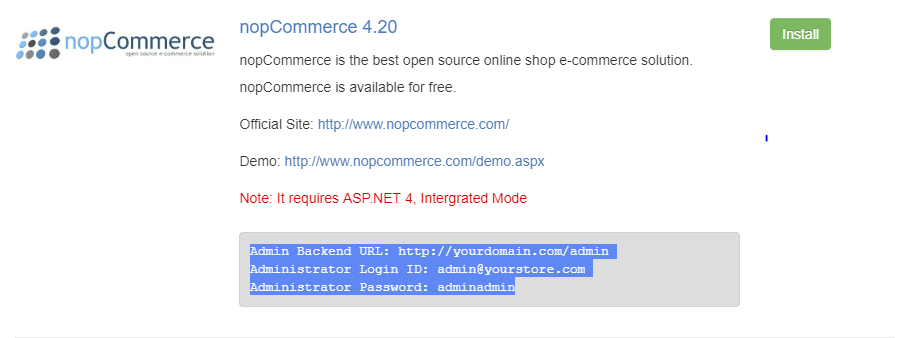 nopCommerce
open source e-commerce solution
nopCommerce 4.20
Install
nopCommerce is the best open source online shop e-commerce solution.
nopCommerce is available for free.
Official Site: http://www.nopcommerce.com/
Demo: http://www.nopcommerce.com/demo.aspx
Note: It requires ASP.NET 4, Intergrated Mode
Admin Backend URL: http://yourdomain.com/admin
Administrator Login ID: admin@yourstore.com
Administrator Password: adminadmin